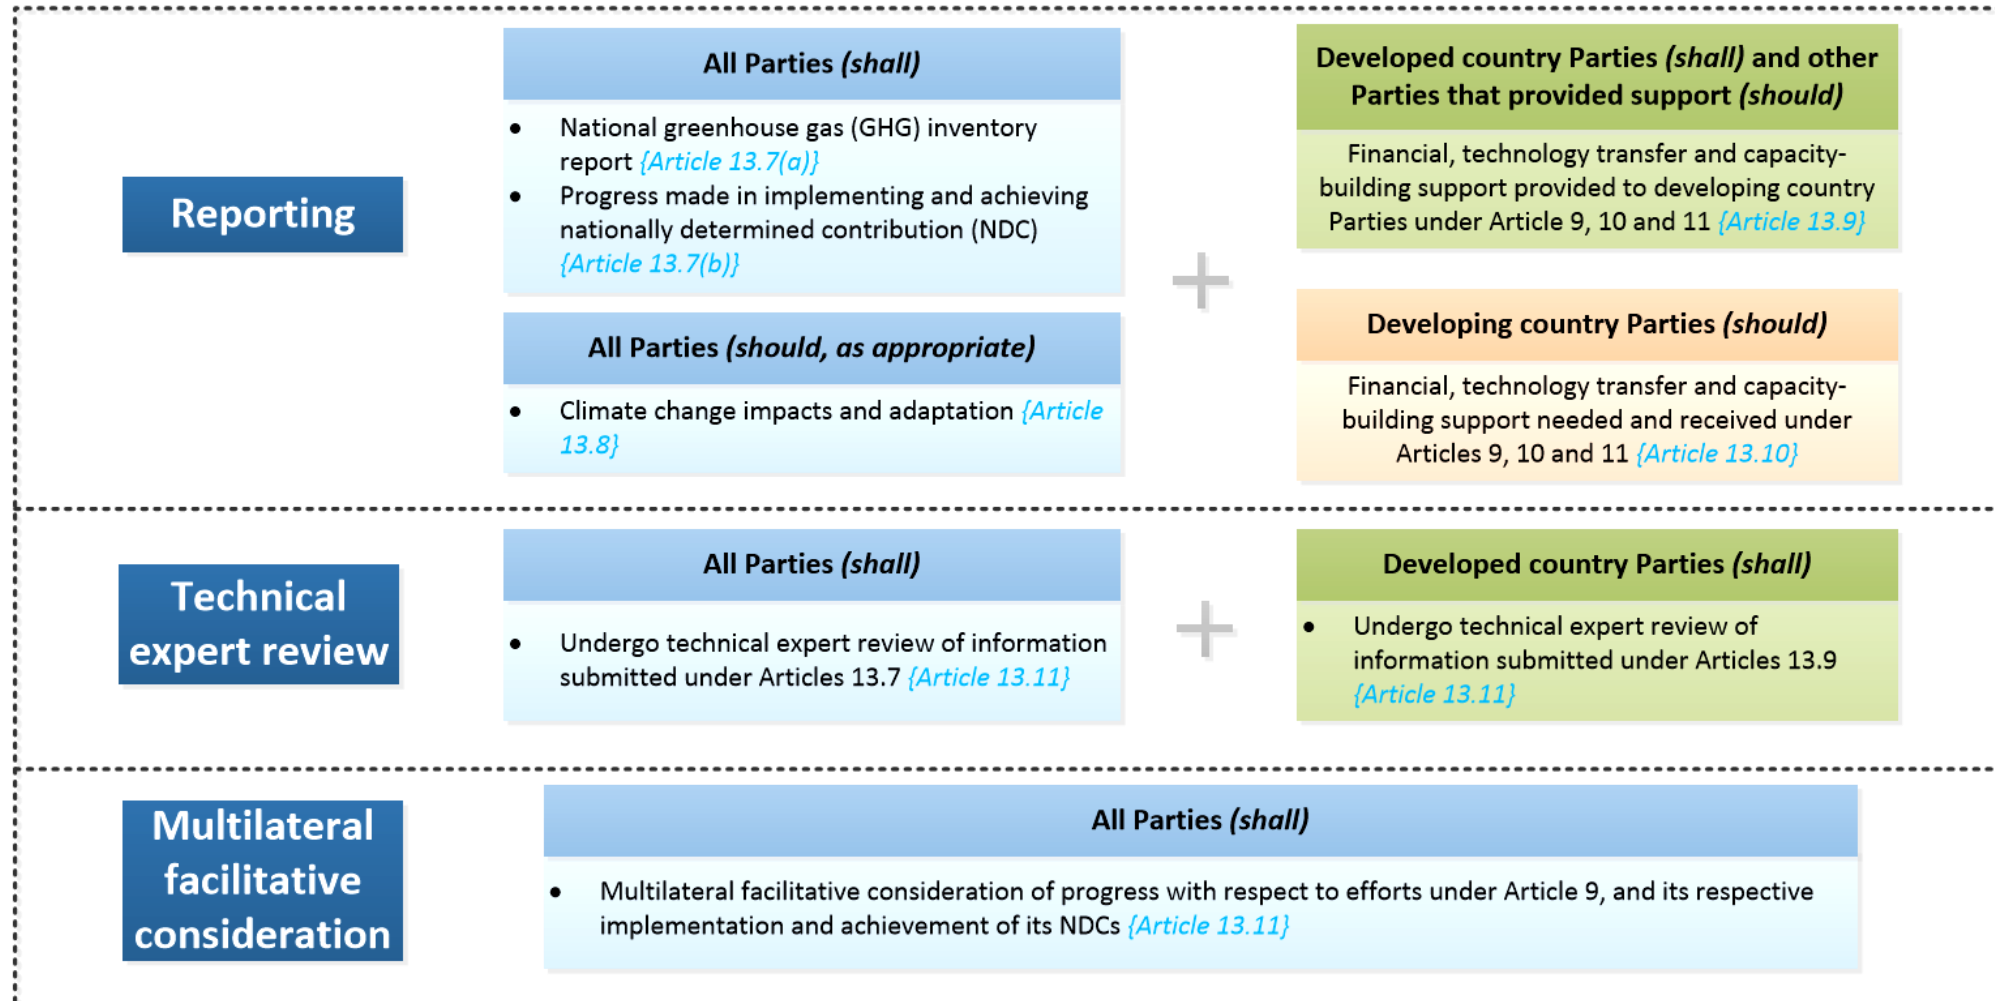 Reporting
All Parties (shall)
• National greenhouse gas (GHG) inventory
report {Article 13.7(a)}
• Progress made in implementing and achieving
nationally determined contribution (NDC)
{Article 13.7(b)}
All Parties (should, as appropriate)
• Climate change impacts and adaptation {Article
13.8}
+
Developed country Parties (shall) and other
Parties that provided support (should)
Financial, technology transfer and capacity-
building support provided to developing country
Parties under Article 9, 10 and 11 {Article 13.9}
Developing country Parties (should)
Financial, technology transfer and capacity-
building support needed and received under
Articles 9, 10 and 11 {Article 13.10}
Technical
expert review
All Parties (shall)
• Undergo technical expert review of information
submitted under Articles 13.7 {Article 13.11}
+
Developed country Parties (shall)
• Undergo technical expert review of
information submitted under Articles 13.9
{Article 13.11}
Multilateral
facilitative
consideration
All Parties (shall)
• Multilateral facilitative consideration of progress with respect to efforts under Article 9, and its respective
implementation and achievement of its NDCs {Article 13.11}